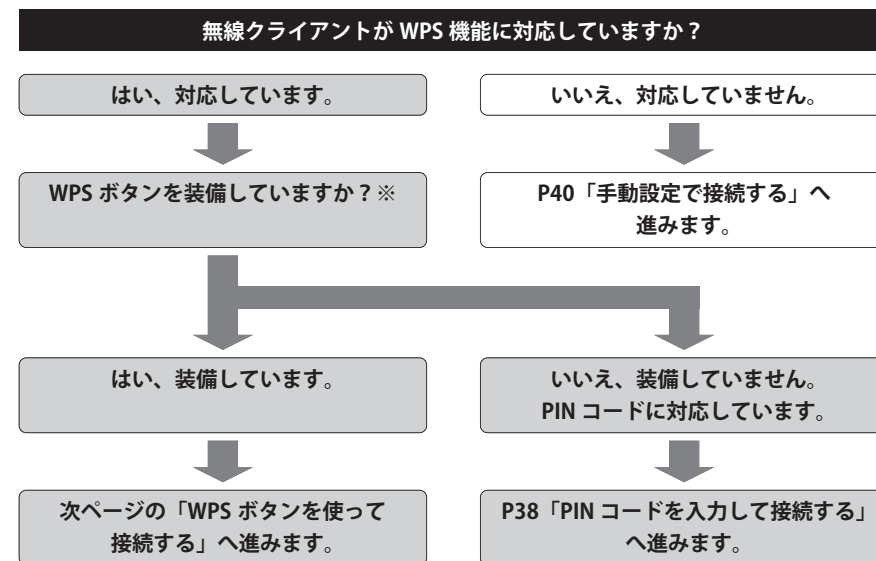 無線クライアントが WPS 機能に対応していますか？
はい、対応しています。
いいえ、対応していません。
WPS ボタンを装備していますか？※
P40「手動設定で接続する」へ
進みます。
はい、装備しています。
いいえ、装備していません。
PIN コードに対応しています。
次ページの「WPS ボタンを使って
接続する」へ進みます。
P38「PIN コードを入力して接続する」
へ進みます。